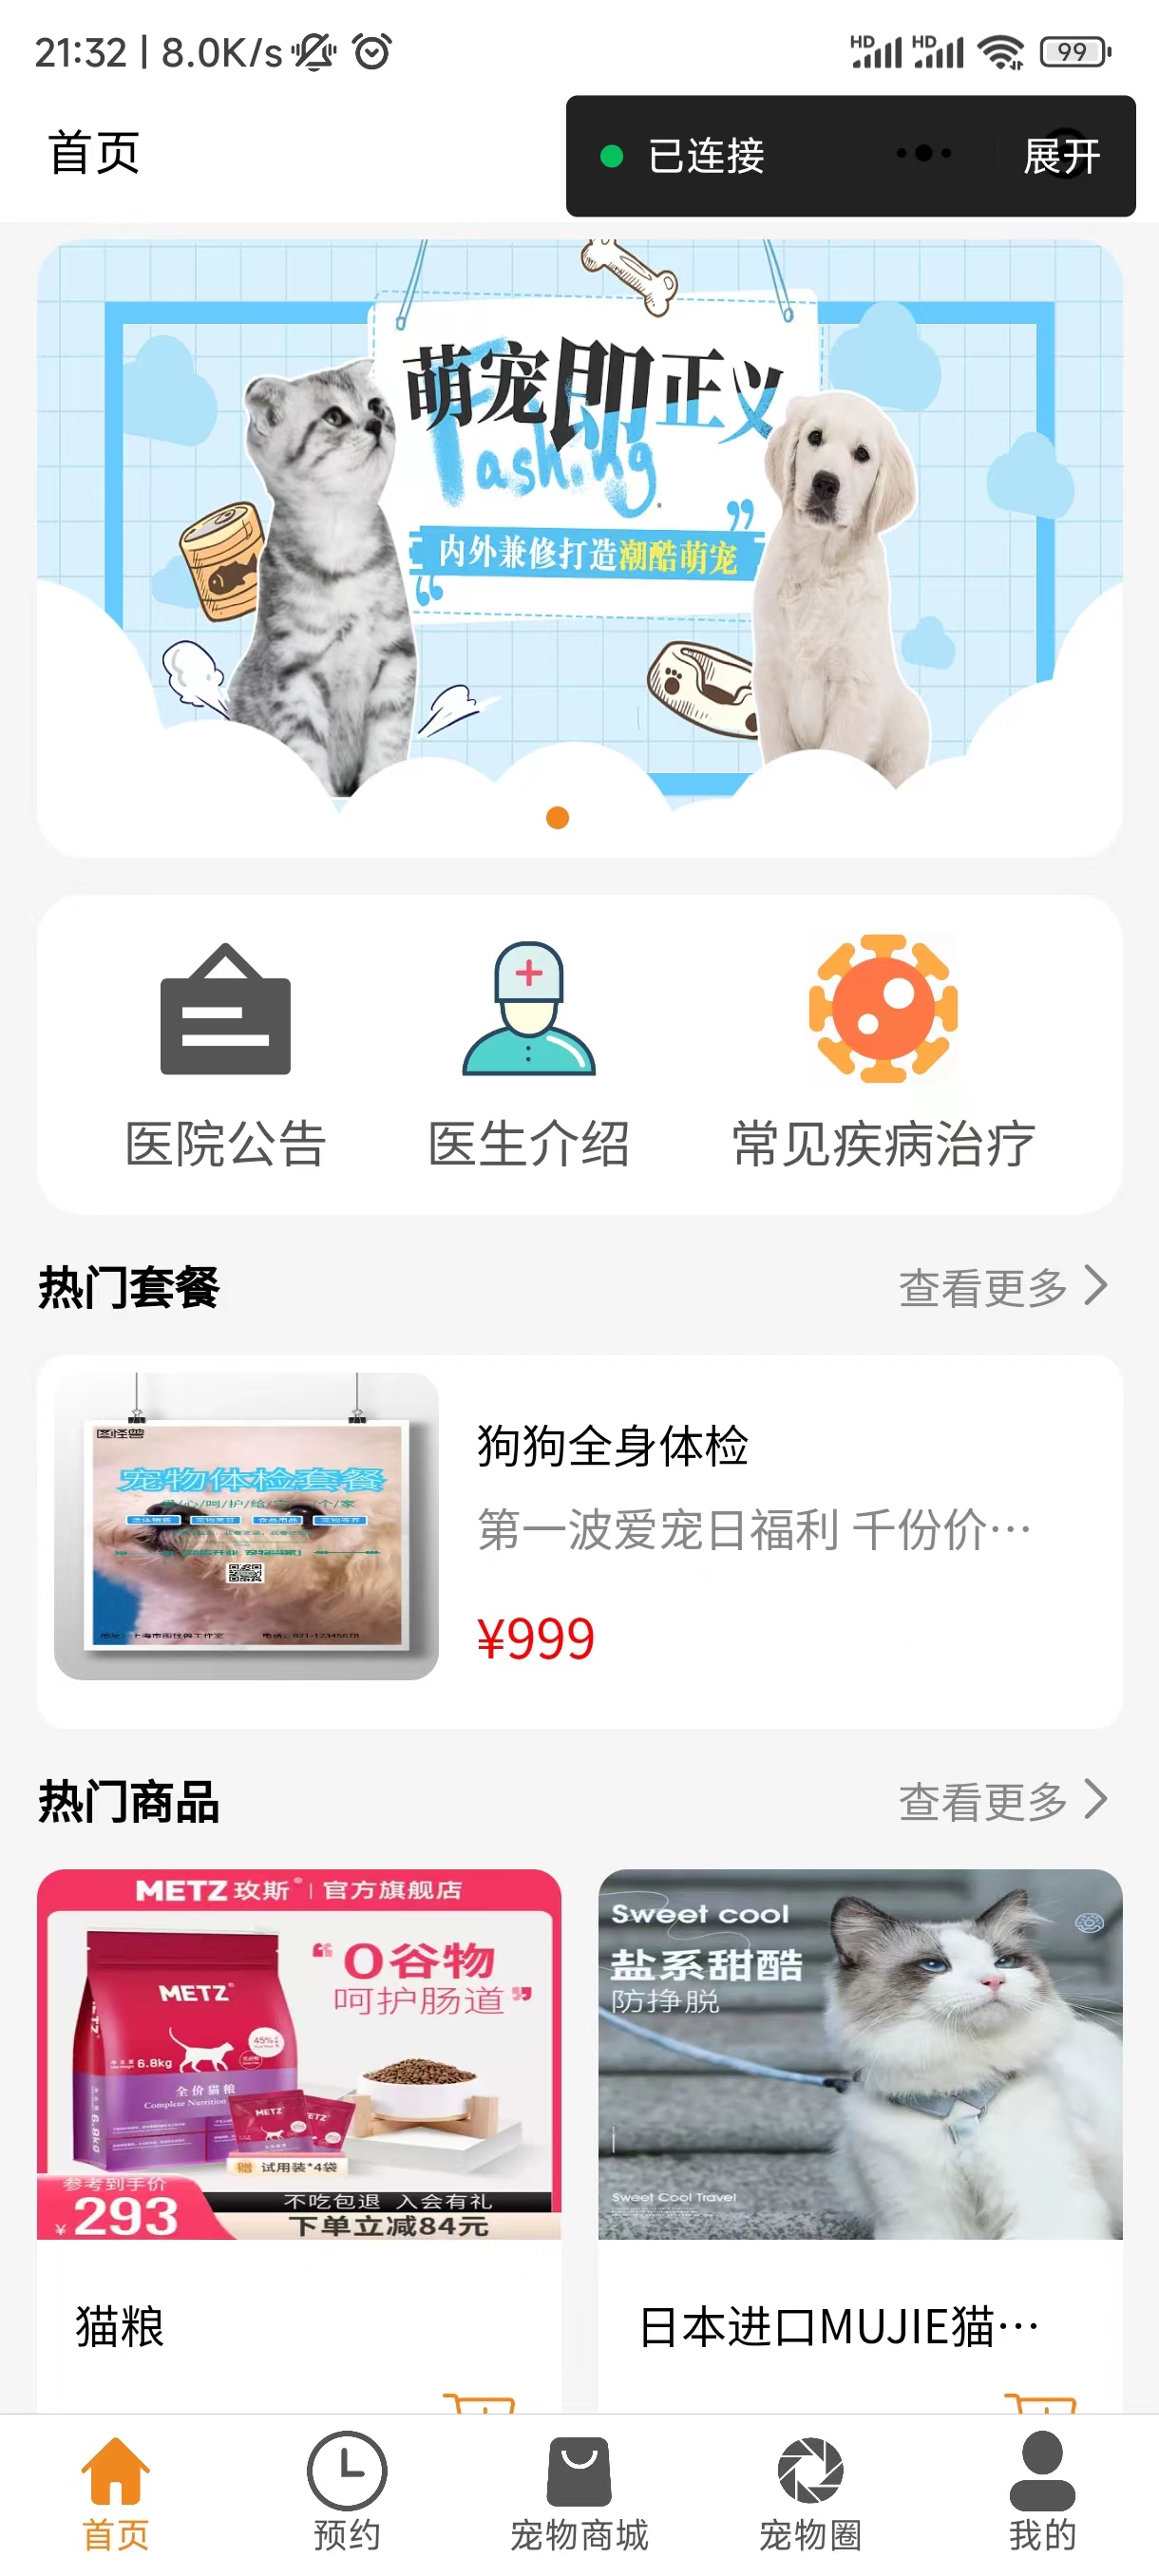 21:32 | 8.0K/s
HD HD 99
首页
已连接
展开
萌宠即正义
内外兼修打造潮酷萌宠
医院公告
医生介绍
常见疾病治疗
热门套餐
查看更多
图怪兽
宠物体检套餐
狗狗全身体检
第一波爱宠日福利 千份价…
¥999
热门商品
查看更多
METZ 玫斯 | 官方旗舰店
“0谷物
呵护肠道”
METZ
45%
6.8kg
全价猫粮
Complete Nutrition
METZ
赠 试用装*4袋
参考到手价
¥293
不吃包退 入会有礼
下单立减84元
Sweet cool
盐系甜酷
防挣脱
Sweet Cool Travel
猫粮
日本进口MUJIE猫…
首页
预约
宠物商城
宠物圈
我的